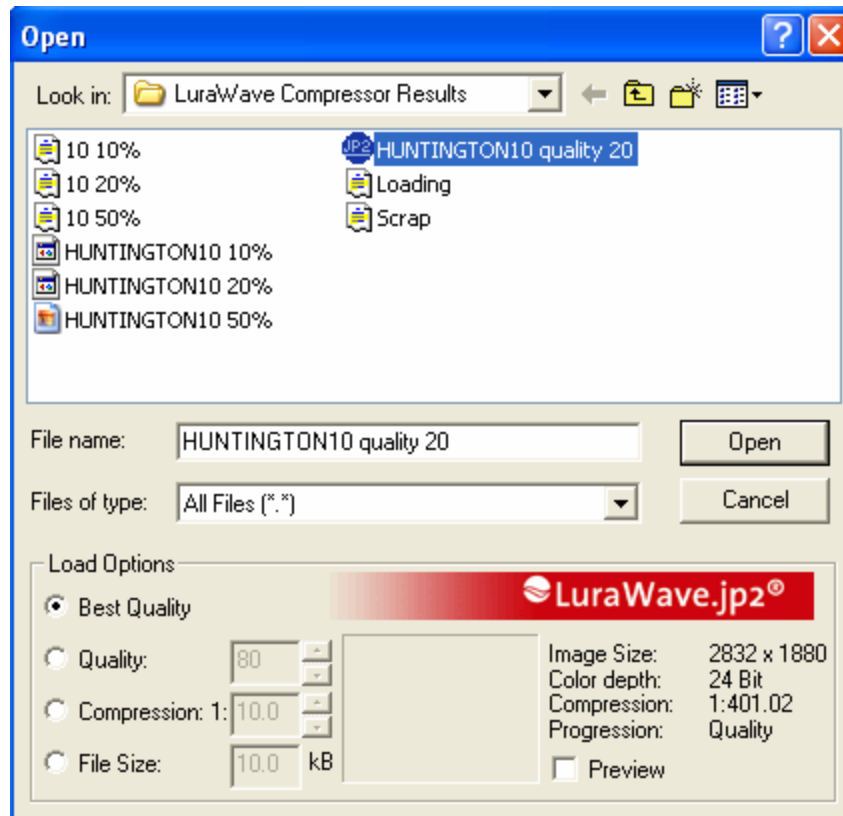 Open
Look in: LuraWave Compressor Results
10 10%
10 20%
10 50%
HUNTINGTON10 10%
HUNTINGTON10 20%
HUNTINGTON10 50%
JP2 HUNTINGTON10 quality 20
Loading
Scrap
File name: HUNTINGTON10 quality 20 Open
Files of type: All Files (*.*) Cancel
Load Options
LuraWave.jp2®
Best Quality
Quality: 80
Compression: 1: 10.0
File Size: 10.0 kB
Image Size: 2832 x 1880
Color depth: 24 Bit
Compression: 1:401.02
Progression: Quality
Preview